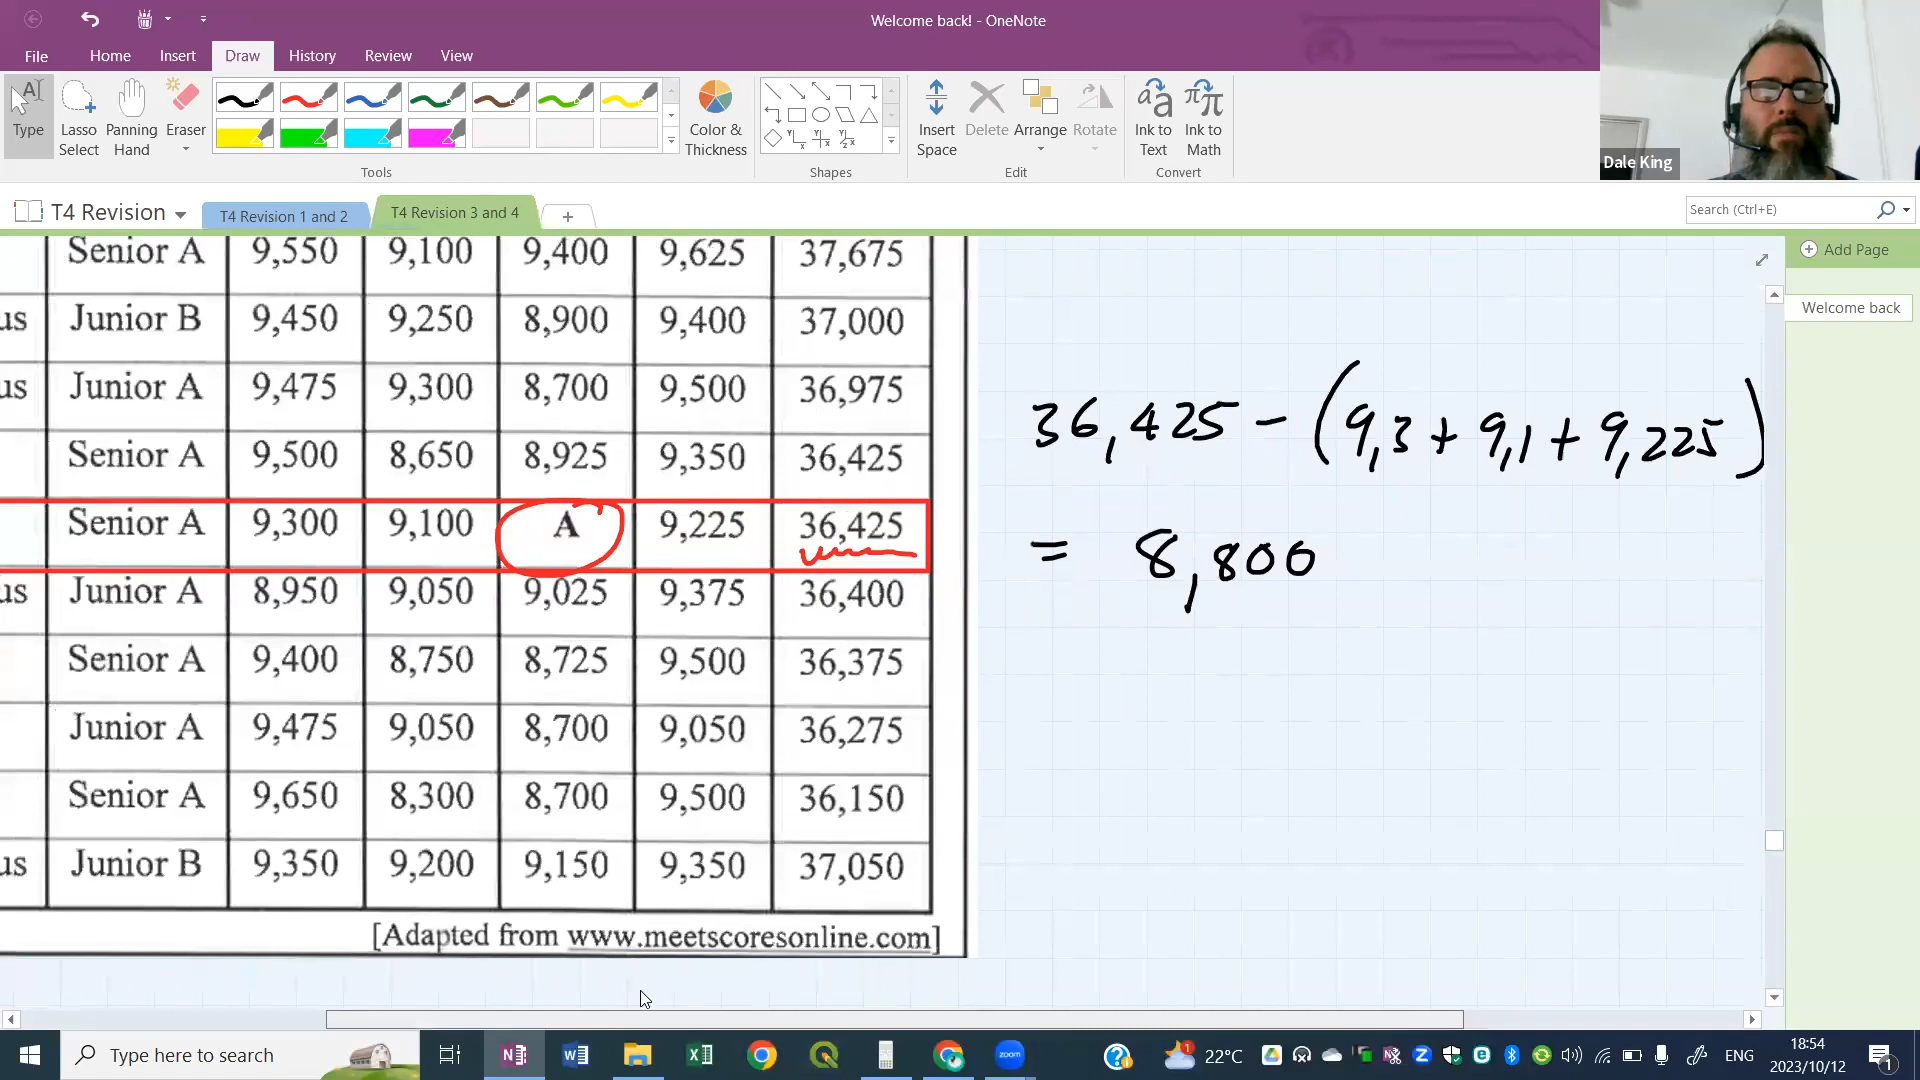 Welcome back! - OneNote
File Home Insert Draw History Review View
Type
Lasso Select
Panning Hand
Eraser
Tools
Color & Thickness
Shapes
Insert Space
Delete
Arrange
Rotate
Edit
Ink to Text
Ink to Math
Convert
Dale King
T4 Revision
T4 Revision 1 and 2
T4 Revision 3 and 4
Search (Ctrl+E)
Add Page
Welcome back
Senior A 9,550 9,100 9,400 9,625 37,675
us Junior B 9,450 9,250 8,900 9,400 37,000
us Junior A 9,475 9,300 8,700 9,500 36,975
Senior A 9,500 8,650 8,925 9,350 36,425
Senior A 9,300 9,100 A 9,225 36,425
us Junior A 8,950 9,050 9,025 9,375 36,400
Senior A 9,400 8,750 8,725 9,500 36,375
Junior A 9,475 9,050 8,700 9,050 36,275
Senior A 9,650 8,300 8,700 9,500 36,150
us Junior B 9,350 9,200 9,150 9,350 37,050
[Adapted from www.meetscoresonline.com]
36,425 - (9,3 + 9,1 + 9,225)
= 8,800
Type here to search
zoom
22°C
ENG
18:54
2023/10/12
1